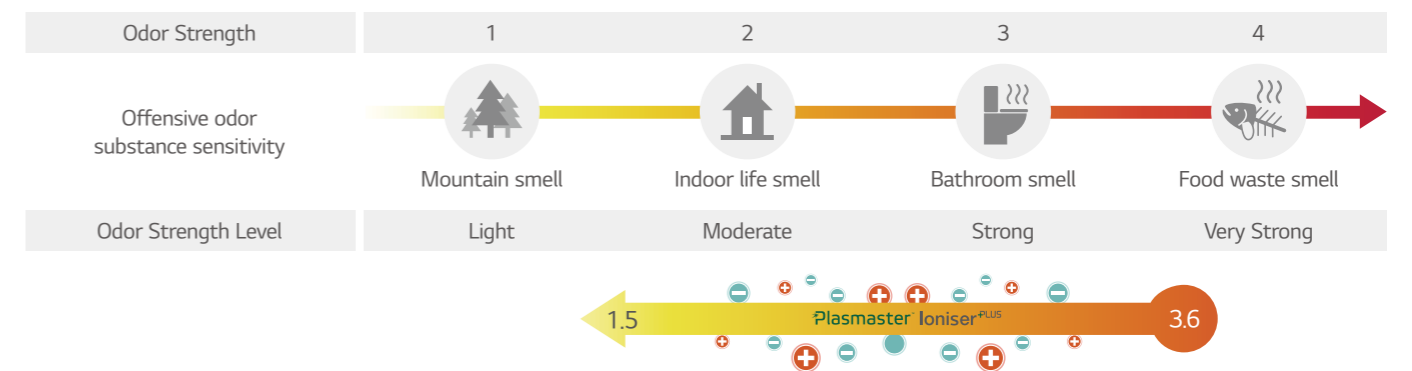 Odor Strength 1 2 3 4
Offensive odor
substance sensitivity
Mountain smell Indoor life smell Bathroom smell Food waste smell
Odor Strength Level Light Moderate Strong Very Strong
1.5 Plasmaster™ Ioniser PLUS 3.6